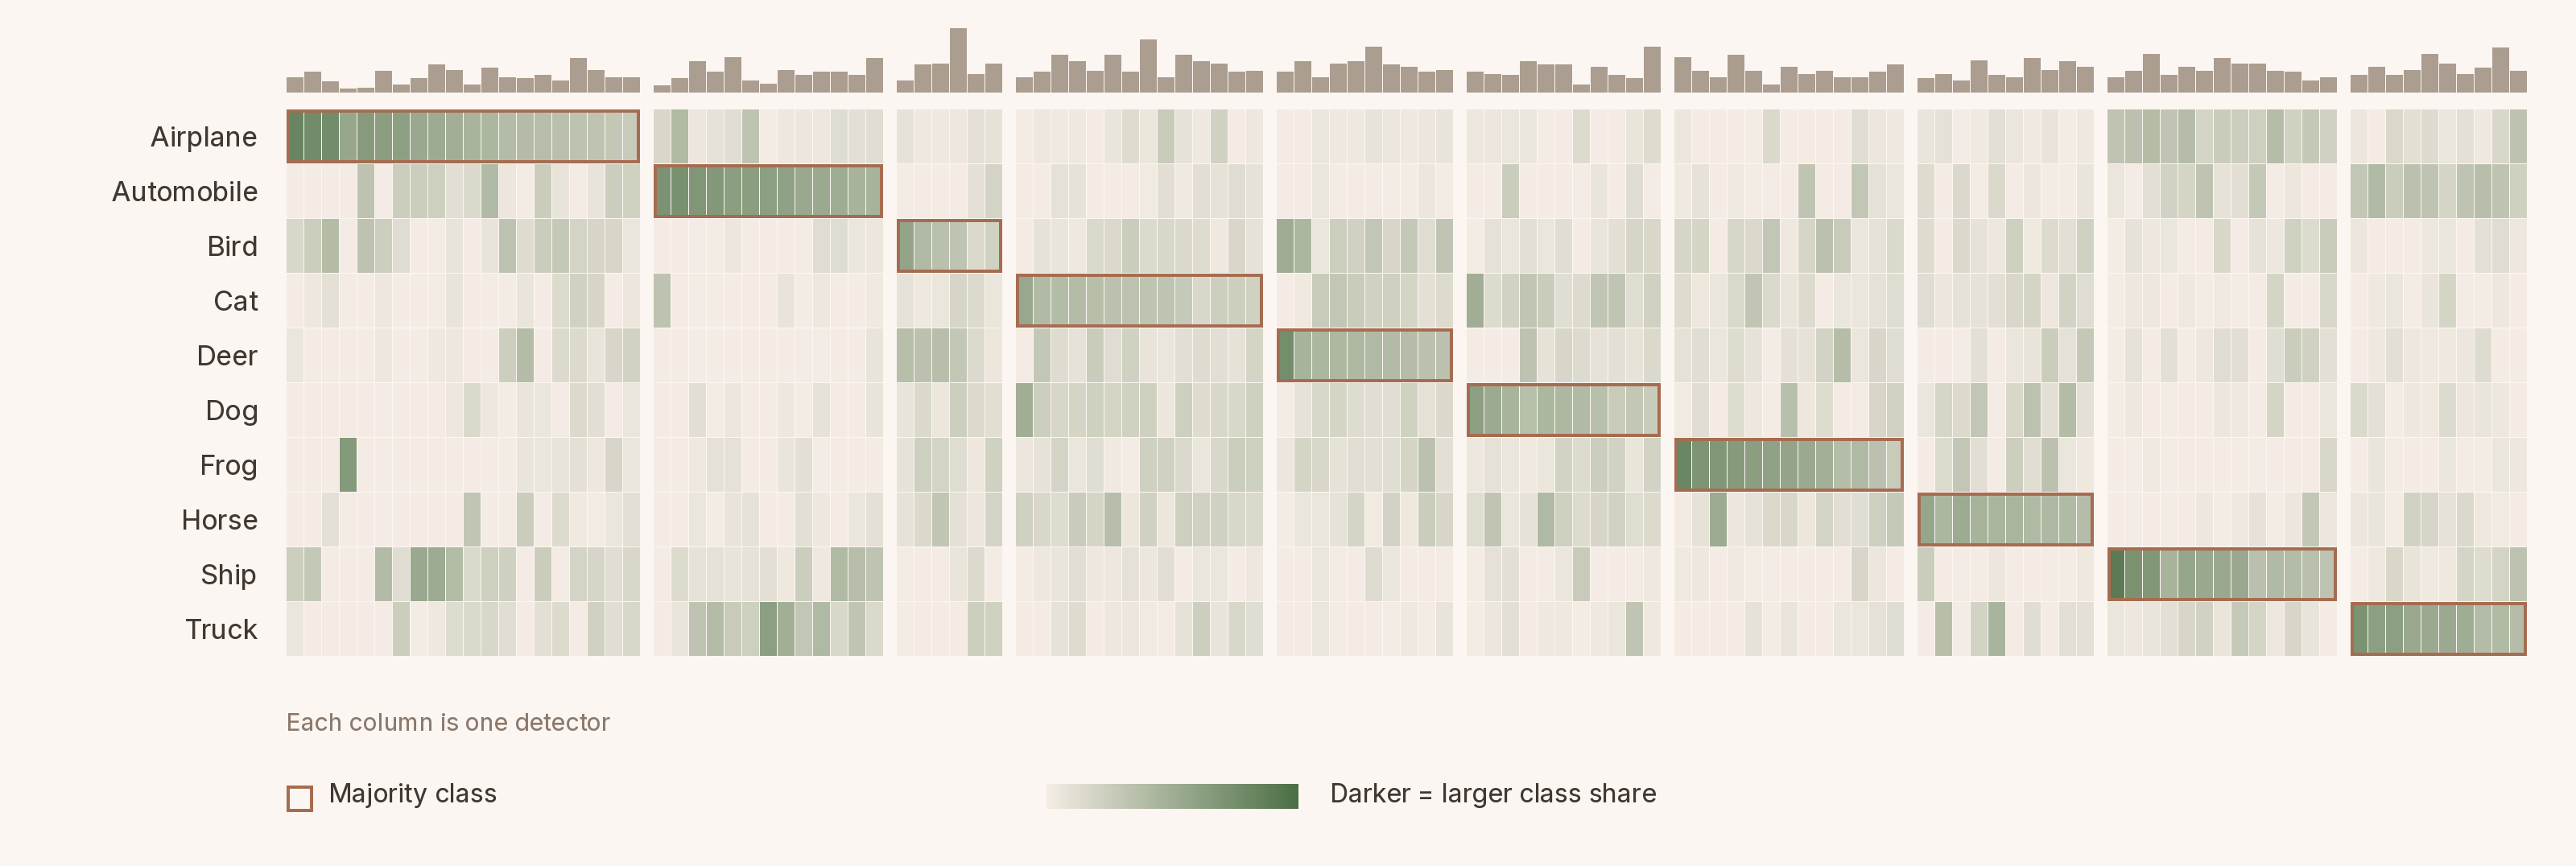 Airplane
Automobile
Bird
Cat
Deer
Dog
Frog
Horse
Ship
Truck
Each column is one detector
Majority class
Darker = larger class share